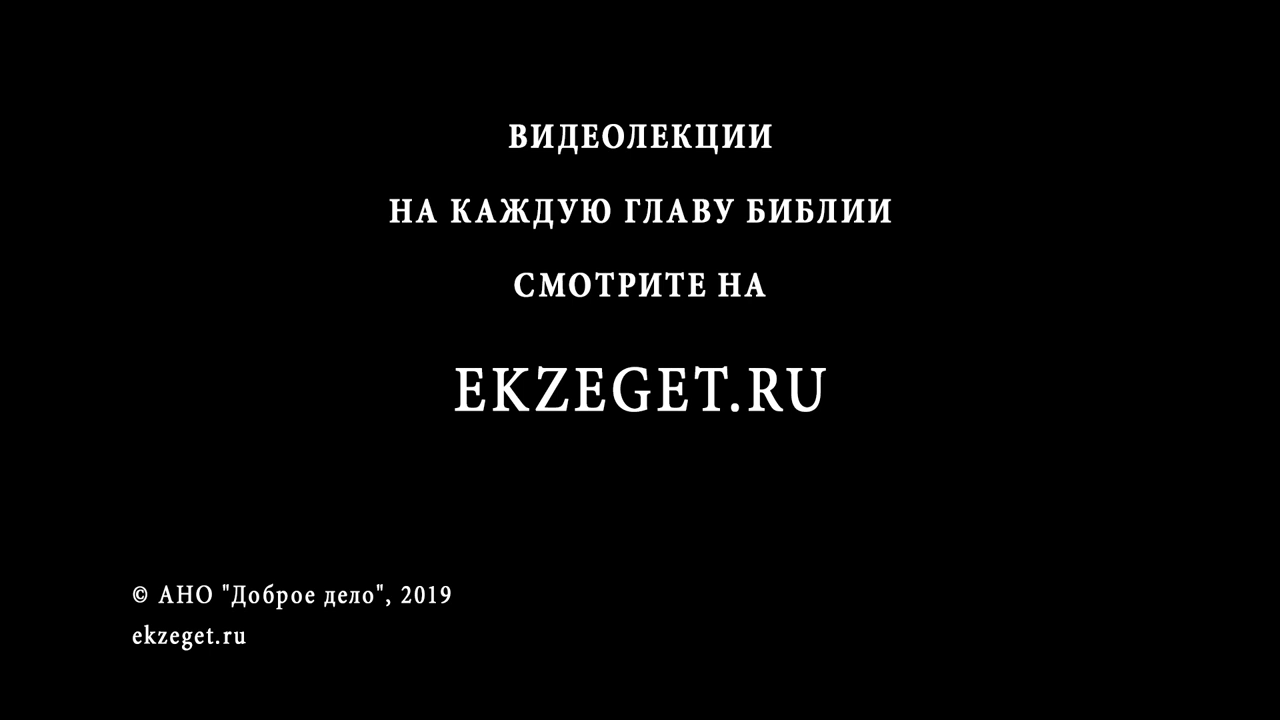 ВИДЕОЛЕКЦИИ
НА КАЖДУЮ ГЛАВУ БИБЛИИ
СМОТРИТЕ НА
EKZEGET.RU
© АНО "Доброе дело", 2019
ekzeget.ru